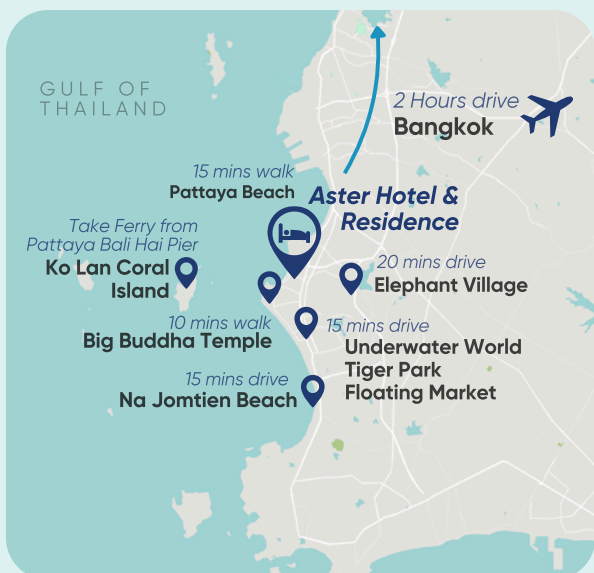 GULF OF
THAILAND
2 Hours drive
Bangkok
15 mins walk
Pattaya Beach
Aster Hotel &
Residence
Take Ferry from
Pattaya Bali Hai Pier
Ko Lan Coral
Island
20 mins drive
Elephant Village
10 mins walk
Big Buddha Temple
15 mins drive
Underwater World
Tiger Park
Floating Market
15 mins drive
Na Jomtien Beach